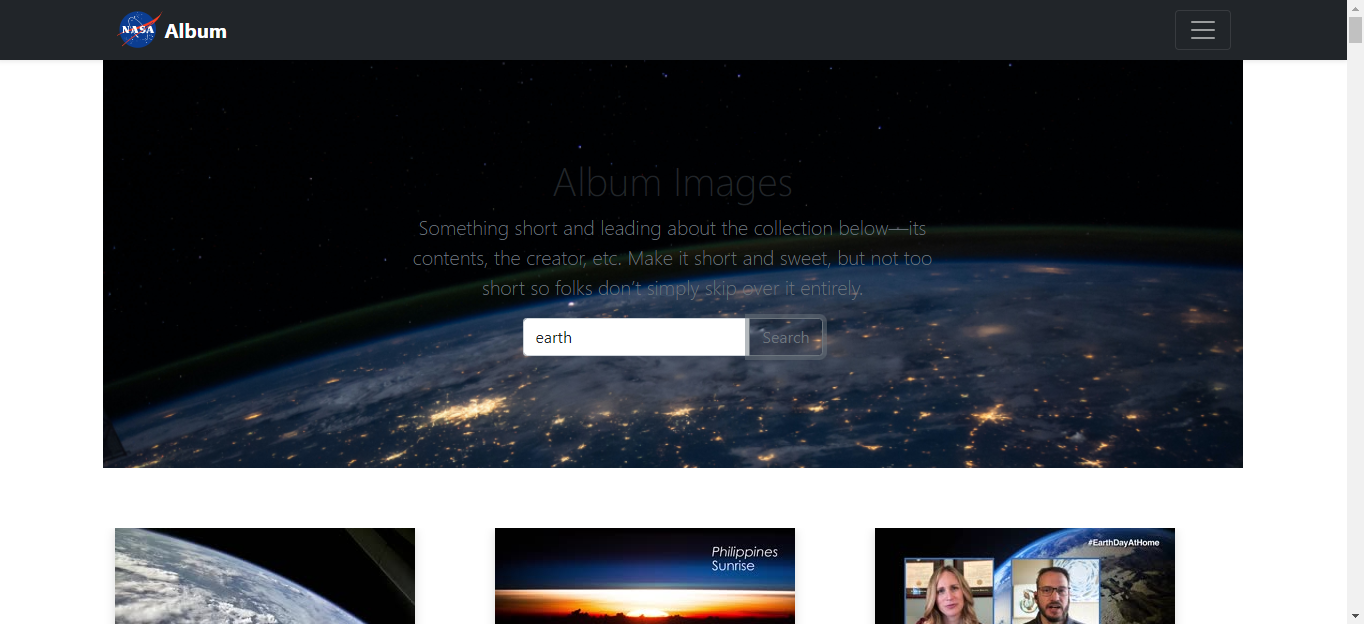 NASA Album
Album Images
Something short and leading about the collection below—its
contents, the creator, etc. Make it short and sweet, but not too
short so folks don’t simply skip over it entirely.
earth Search
Philippines
Sunrise
#EarthDayAtHome